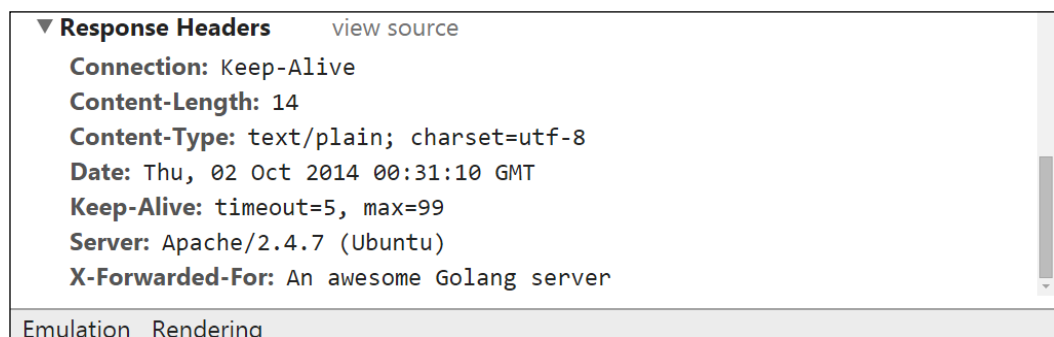 ▼ Response Headers view source
Connection: Keep-Alive
Content-Length: 14
Content-Type: text/plain; charset=utf-8
Date: Thu, 02 Oct 2014 00:31:10 GMT
Keep-Alive: timeout=5, max=99
Server: Apache/2.4.7 (Ubuntu)
X-Forwarded-For: An awesome Golang server
Emulation Rendering